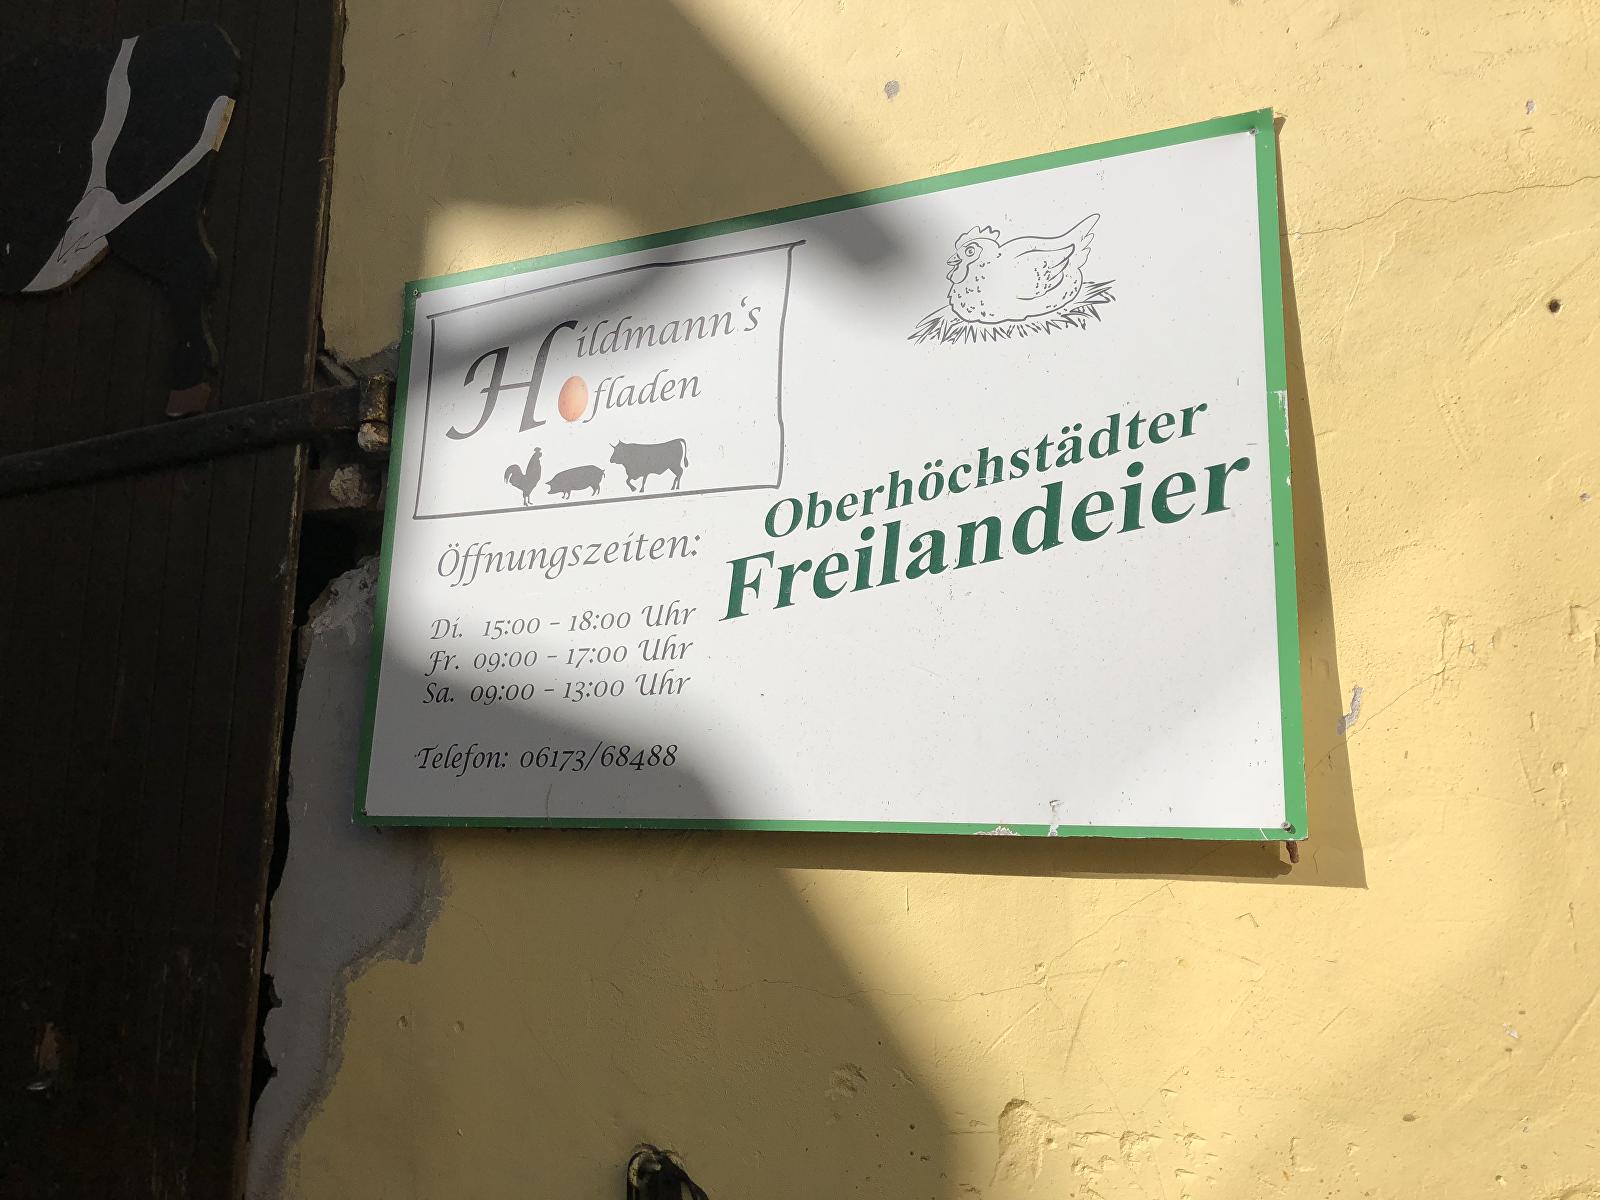 Hildmann's
Hofladen
Öffnungszeiten:
Di. 15:00 - 18:00 Uhr
Fr. 09:00 - 17:00 Uhr
Sa. 09:00 - 13:00 Uhr
Telefon: 06173/68488
Oberhöchstädter
Freilandeier